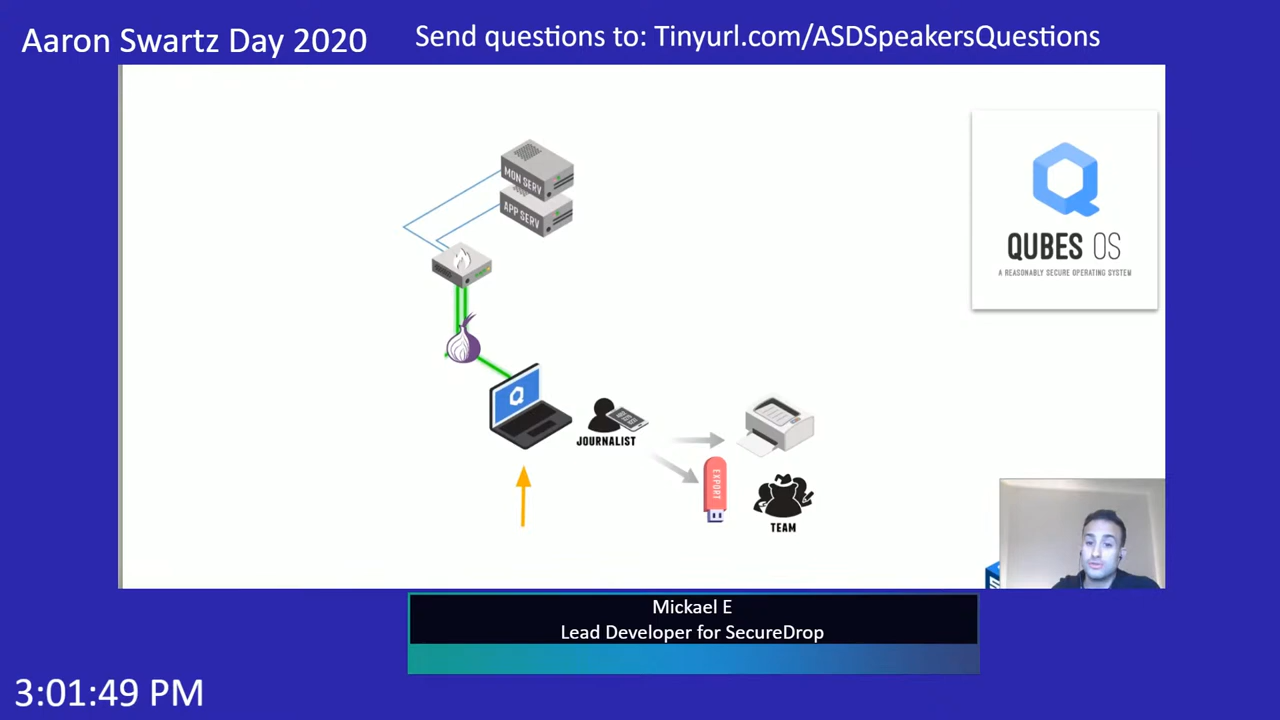 Aaron Swartz Day 2020
Send questions to: Tinyurl.com/ASDSpeakersQuestions
MON SERV
APP SERV
QUBES OS
A REASONABLY SECURE OPERATING SYSTEM
JOURNALIST
EXPORT
TEAM
Mickael E
Lead Developer for SecureDrop
3:01:49 PM